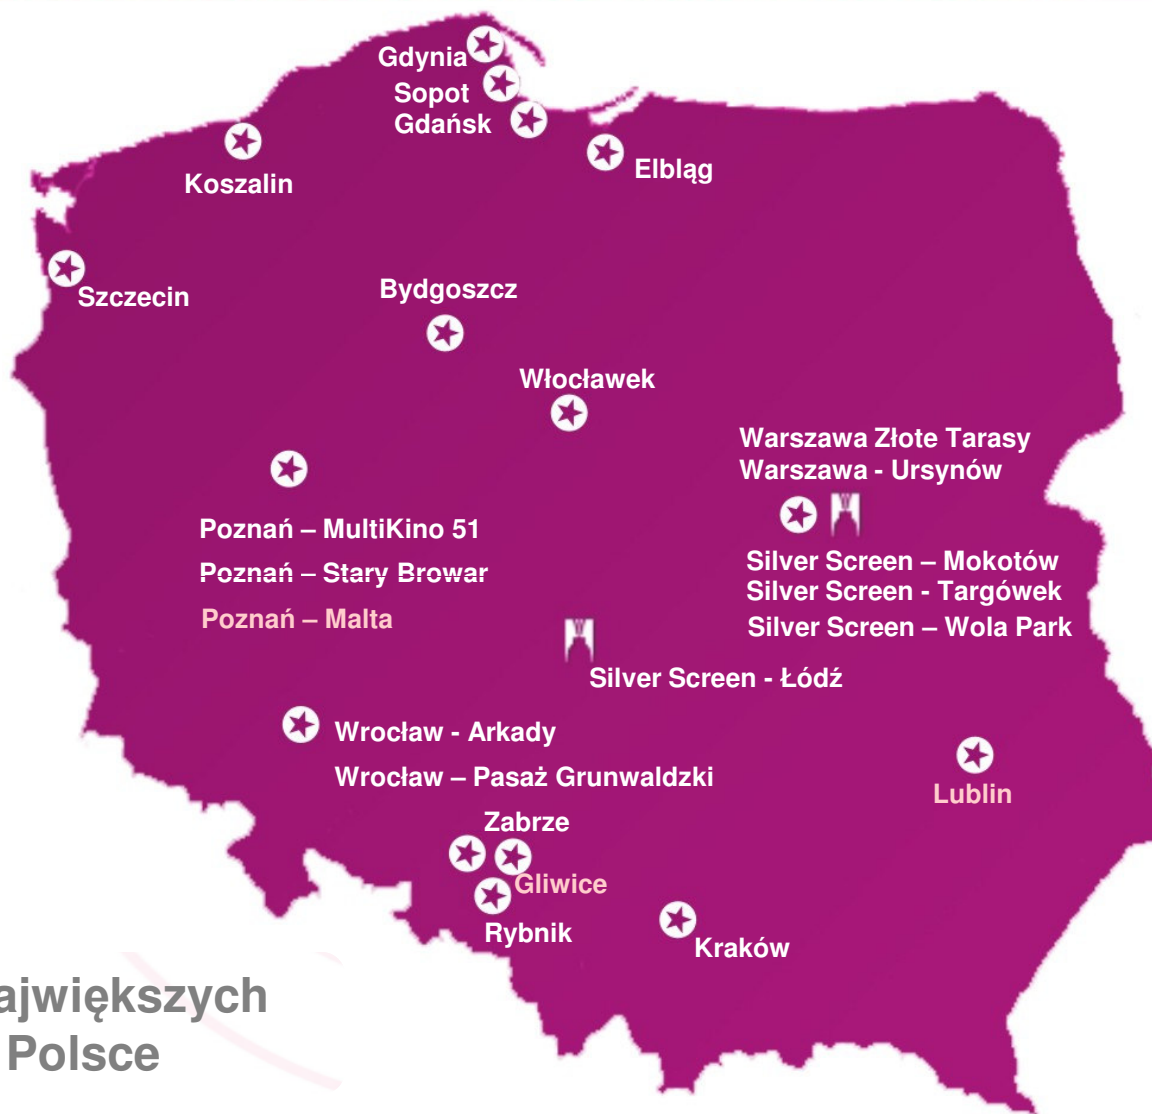 Gdynia
Sopot
Gdańsk
Elbląg
Koszalin
Szczecin
Bydgoszcz
Włocławek
Warszawa Złote Tarasy
Warszawa - Ursynów
Poznań – MultiKino 51
Poznań – Stary Browar
Poznań – Malta
Silver Screen – Mokotów
Silver Screen - Targówek
Silver Screen – Wola Park
Silver Screen - Łódź
Wrocław - Arkady
Wrocław – Pasaż Grunwaldzki
Lublin
Zabrze
Gliwice
Rybnik
Kraków
ajwiększych
Polsce